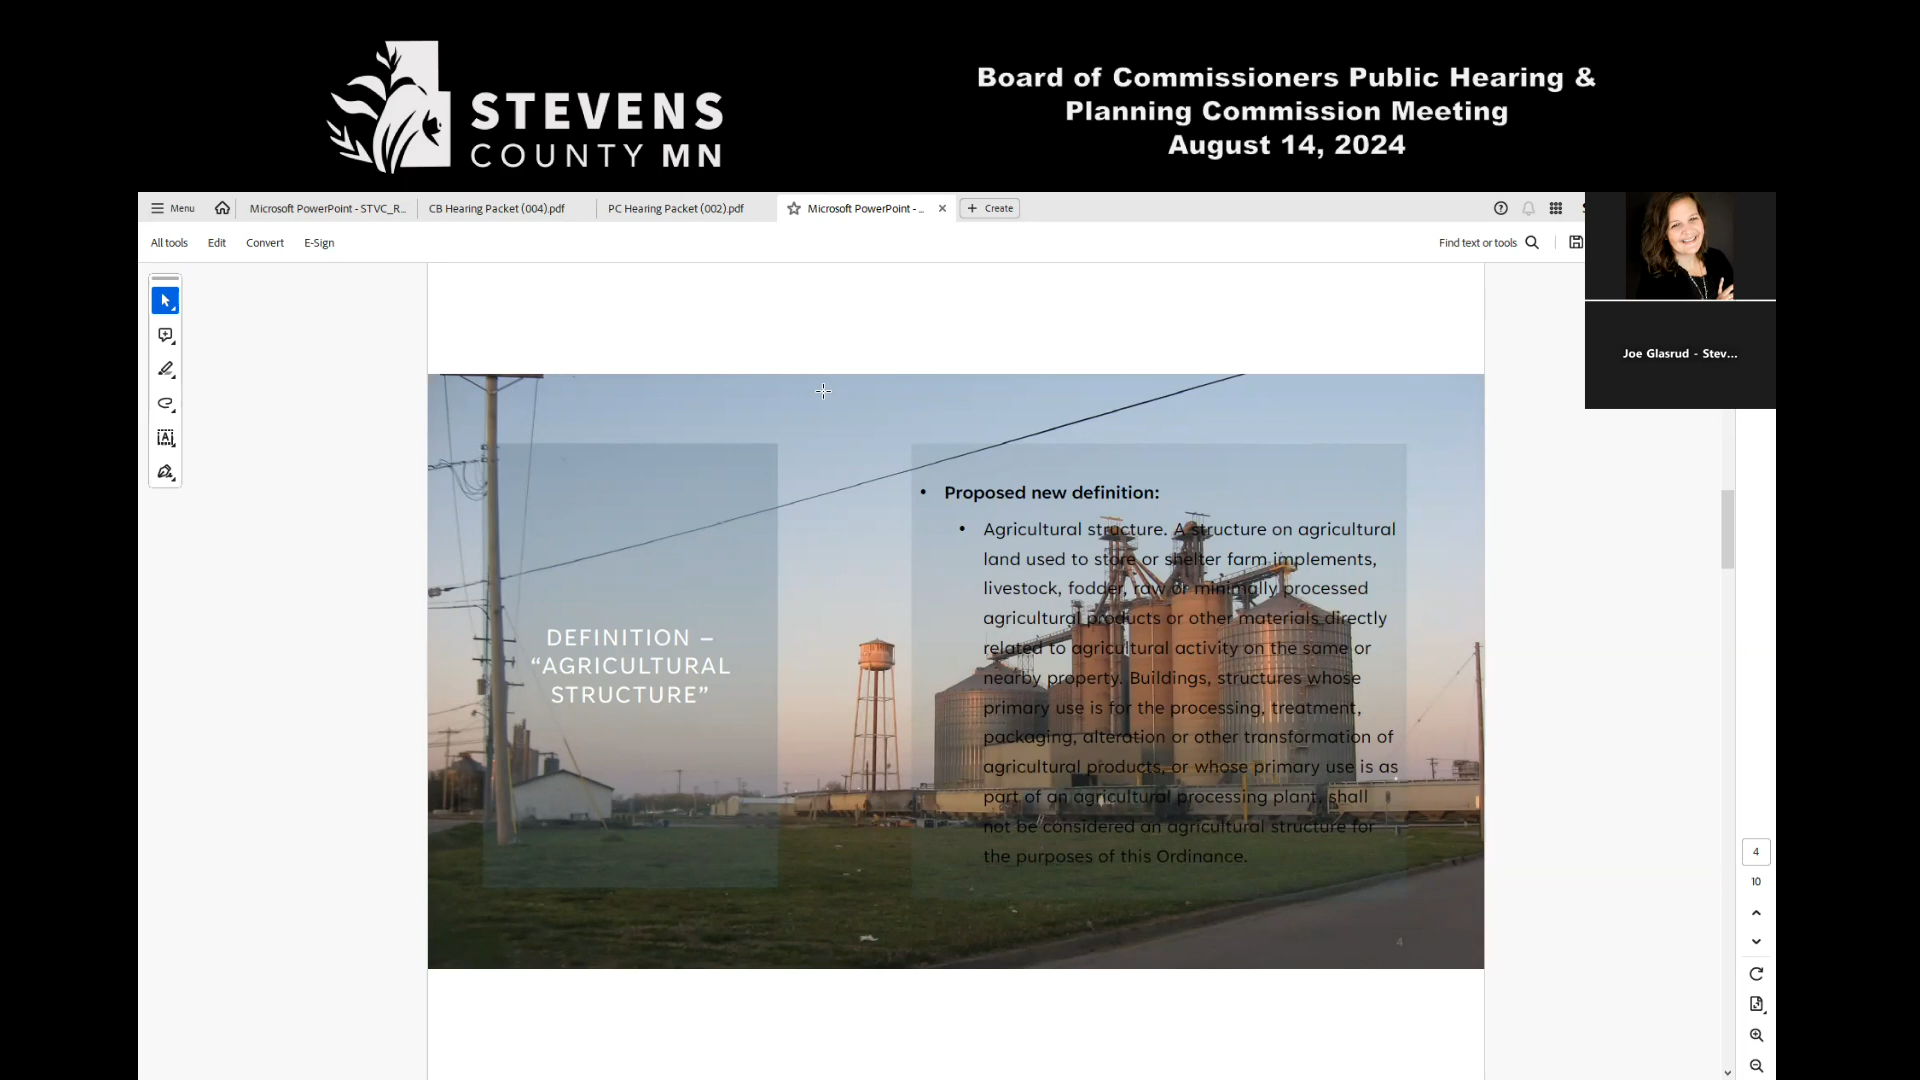 STEVENS
COUNTY MN
Board of Commissioners Public Hearing &
Planning Commission Meeting
August 14, 2024
Menu
Microsoft PowerPoint - STVC_R...
CB Hearing Packet (004).pdf
PC Hearing Packet (002).pdf
Microsoft PowerPoint - ...
Create
All tools
Edit
Convert
E-Sign
Find text or tools
Joe Glasrud - Stev...
DEFINITION –
“AGRICULTURAL
STRUCTURE”
• Proposed new definition:
• Agricultural structure. A structure on agricultural
land used to store or shelter farm implements,
livestock, fodder, raw or minimally processed
agricultural products or other materials directly
related to agricultural activity on the same or
nearby property. Buildings, structures whose
primary use is for the processing, treatment,
packaging, alteration or other transformation of
agricultural products, or whose primary use is as
part of an agricultural processing plant, shall
not be considered an agricultural structure for
the purposes of this Ordinance.
4
4
10